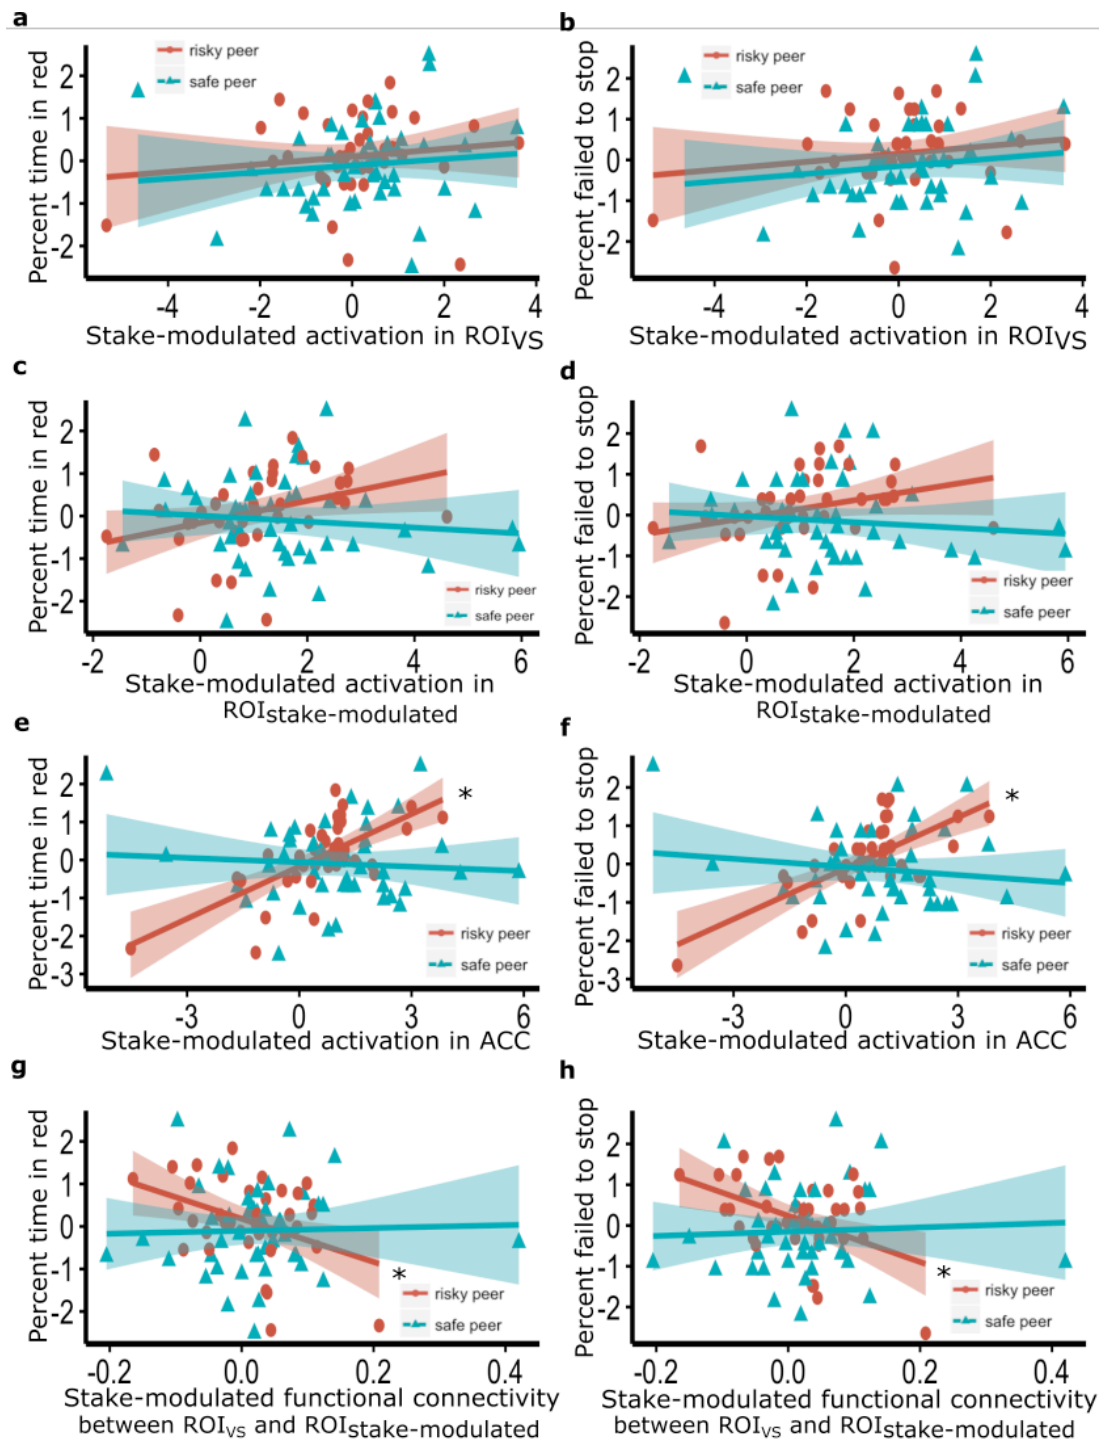 a
risky peer
safe peer
Percent time in red
2
1
0
-1
-2
-4
-2
0
2
4
Stake-modulated activation in ROIVS
b
risky peer
safe peer
Percent failed to stop
2
1
0
-1
-2
-4
-2
0
2
4
Stake-modulated activation in ROIVS
c
Percent time in red
2
1
0
-1
-2
risky peer
safe peer
-2
0
2
4
6
Stake-modulated activation in
ROIstake-modulated
d
Percent failed to stop
2
1
0
-1
-2
risky peer
safe peer
-2
0
2
4
6
Stake-modulated activation in
ROIstake-modulated
e
Percent time in red
2
1
0
-1
-2
-3
*
risky peer
safe peer
-3
0
3
6
Stake-modulated activation in ACC
f
Percent failed to stop
2
1
0
-1
-2
-3
*
risky peer
safe peer
-3
0
3
6
Stake-modulated activation in ACC
g
Percent time in red
2
1
0
-1
-2
*
risky peer
safe peer
-0.2
0.0
0.2
0.4
Stake-modulated functional connectivity
between ROIVS and ROIstake-modulated
h
Percent failed to stop
2
1
0
-1
-2
*
risky peer
safe peer
-0.2
0.0
0.2
0.4
Stake-modulated functional connectivity
between ROIVS and ROIstake-modulated